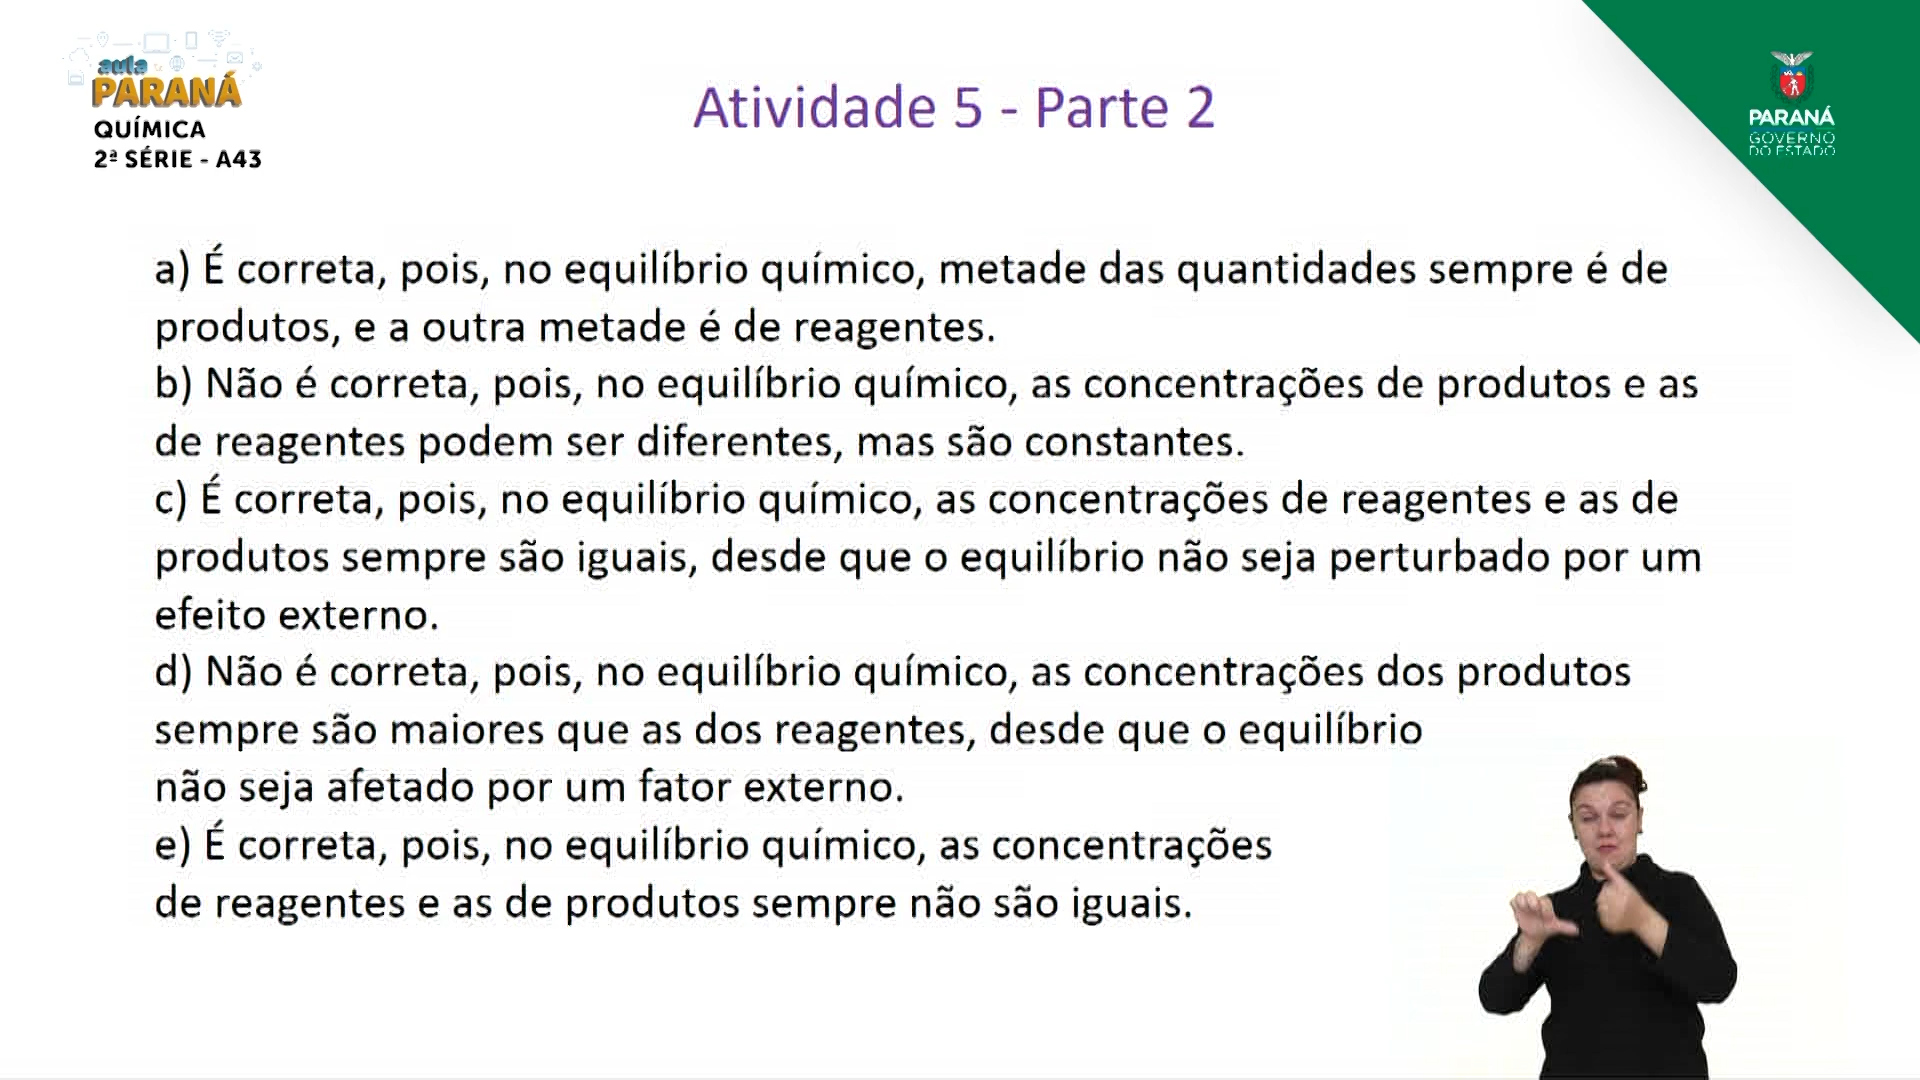 aula
PARANÁ
QUÍMICA
2ª SÉRIE - A43
Atividade 5 - Parte 2
PARANÁ
GOVERNO
DO ESTADO
a) É correta, pois, no equilíbrio químico, metade das quantidades sempre é de
produtos, e a outra metade é de reagentes.
b) Não é correta, pois, no equilíbrio químico, as concentrações de produtos e as
de reagentes podem ser diferentes, mas são constantes.
c) É correta, pois, no equilíbrio químico, as concentrações de reagentes e as de
produtos sempre são iguais, desde que o equilíbrio não seja perturbado por um
efeito externo.
d) Não é correta, pois, no equilíbrio químico, as concentrações dos produtos
sempre são maiores que as dos reagentes, desde que o equilíbrio
não seja afetado por um fator externo.
e) É correta, pois, no equilíbrio químico, as concentrações
de reagentes e as de produtos sempre não são iguais.